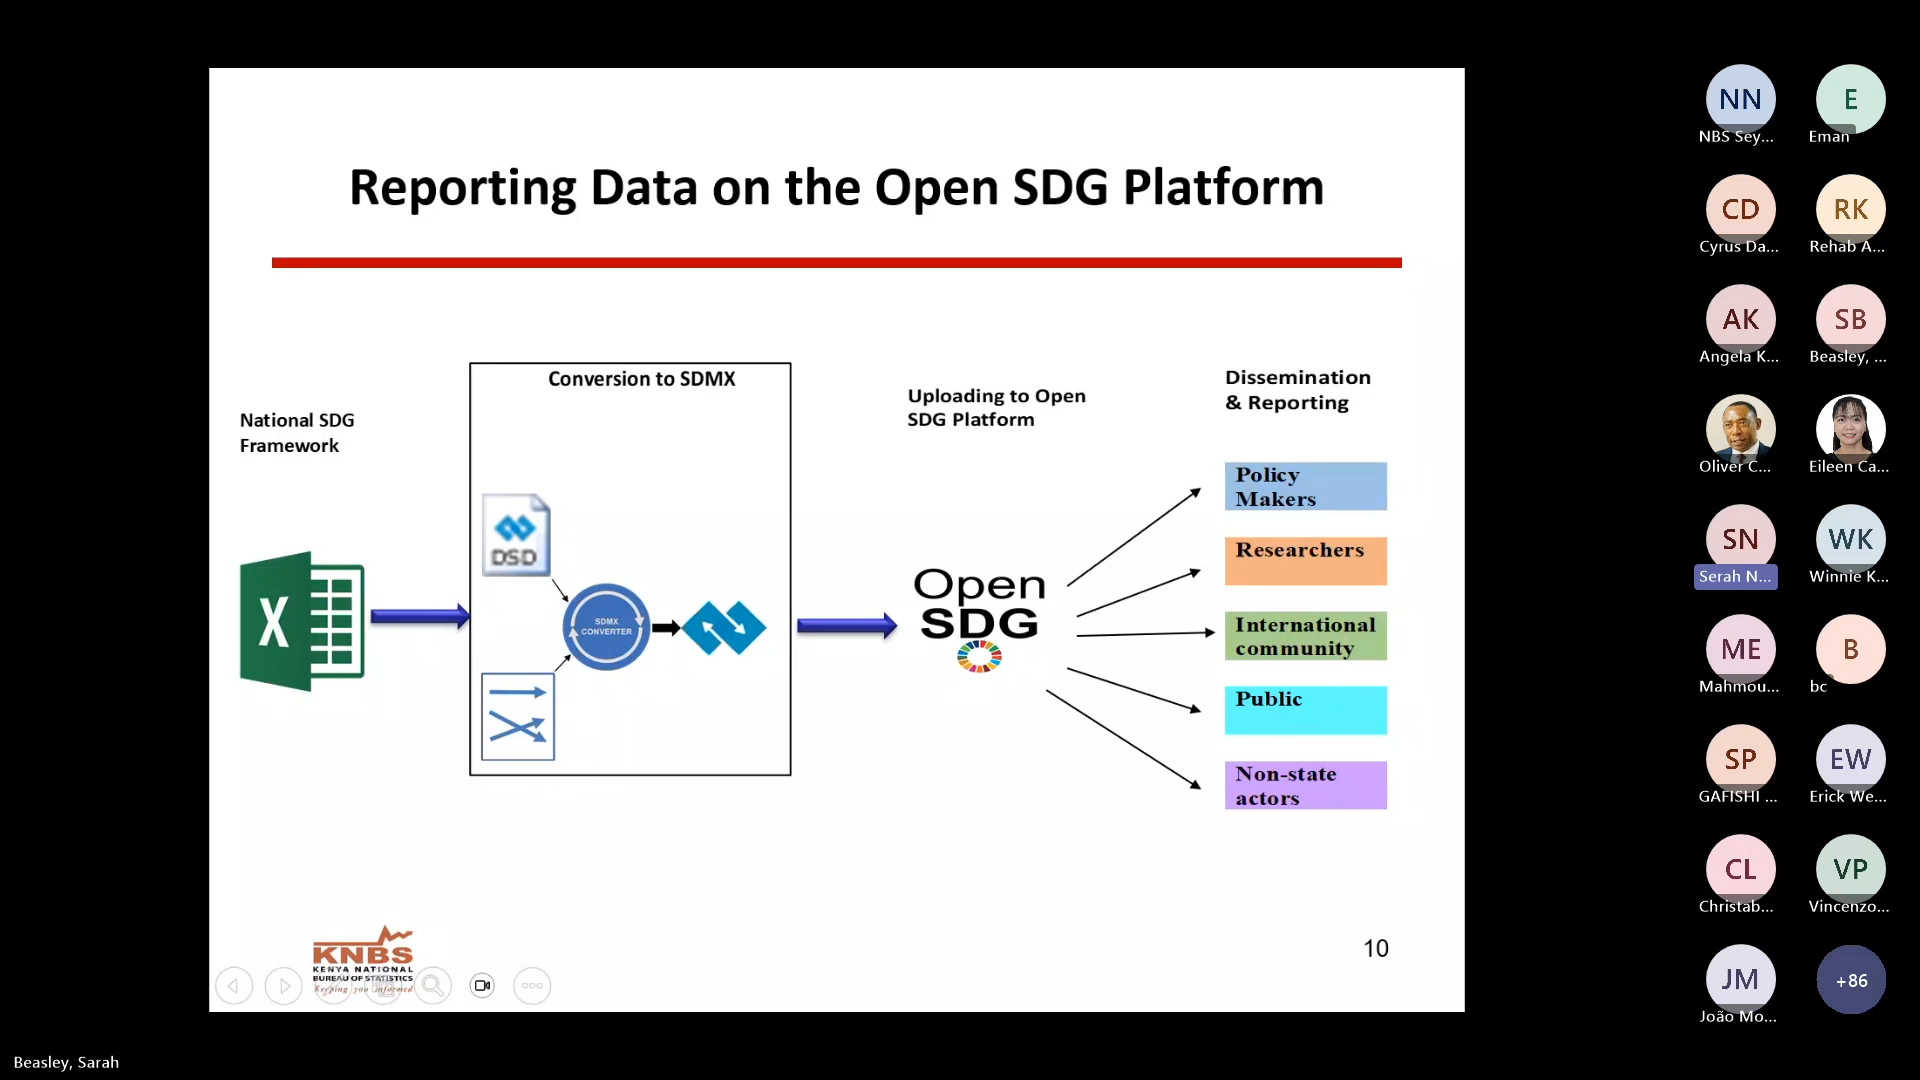 Reporting Data on the Open SDG Platform
National SDG
Framework
Conversion to SDMX
DSD
SDMX
CONVERTER
X
Uploading to Open
SDG Platform
Open
SDG
Dissemination
& Reporting
Policy
Makers
Researchers
International
community
Public
Non-state
actors
KNBS
KENYA NATIONAL
BUREAU OF STATISTICS
Keeping you informed
10
NN
NBS Sey...
E
Eman
CD
Cyrus Da...
RK
Rehab A...
AK
Angela K...
SB
Beasley, ...
Oliver C...
Eileen Ca...
SN
Serah N...
WK
Winnie K...
ME
Mahmou...
B
bc
SP
GAFISHI ...
EW
Erick We...
CL
Christab...
VP
Vincenzo...
JM
João Mo...
+86
Beasley, Sarah